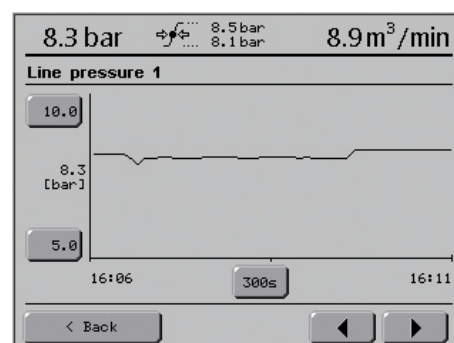 8.3 bar 8.5 bar 8.9 m³/min
8.1 bar
Line pressure 1
10.0
8.3
[bar]
5.0
16:06 300s 16:11
< Back